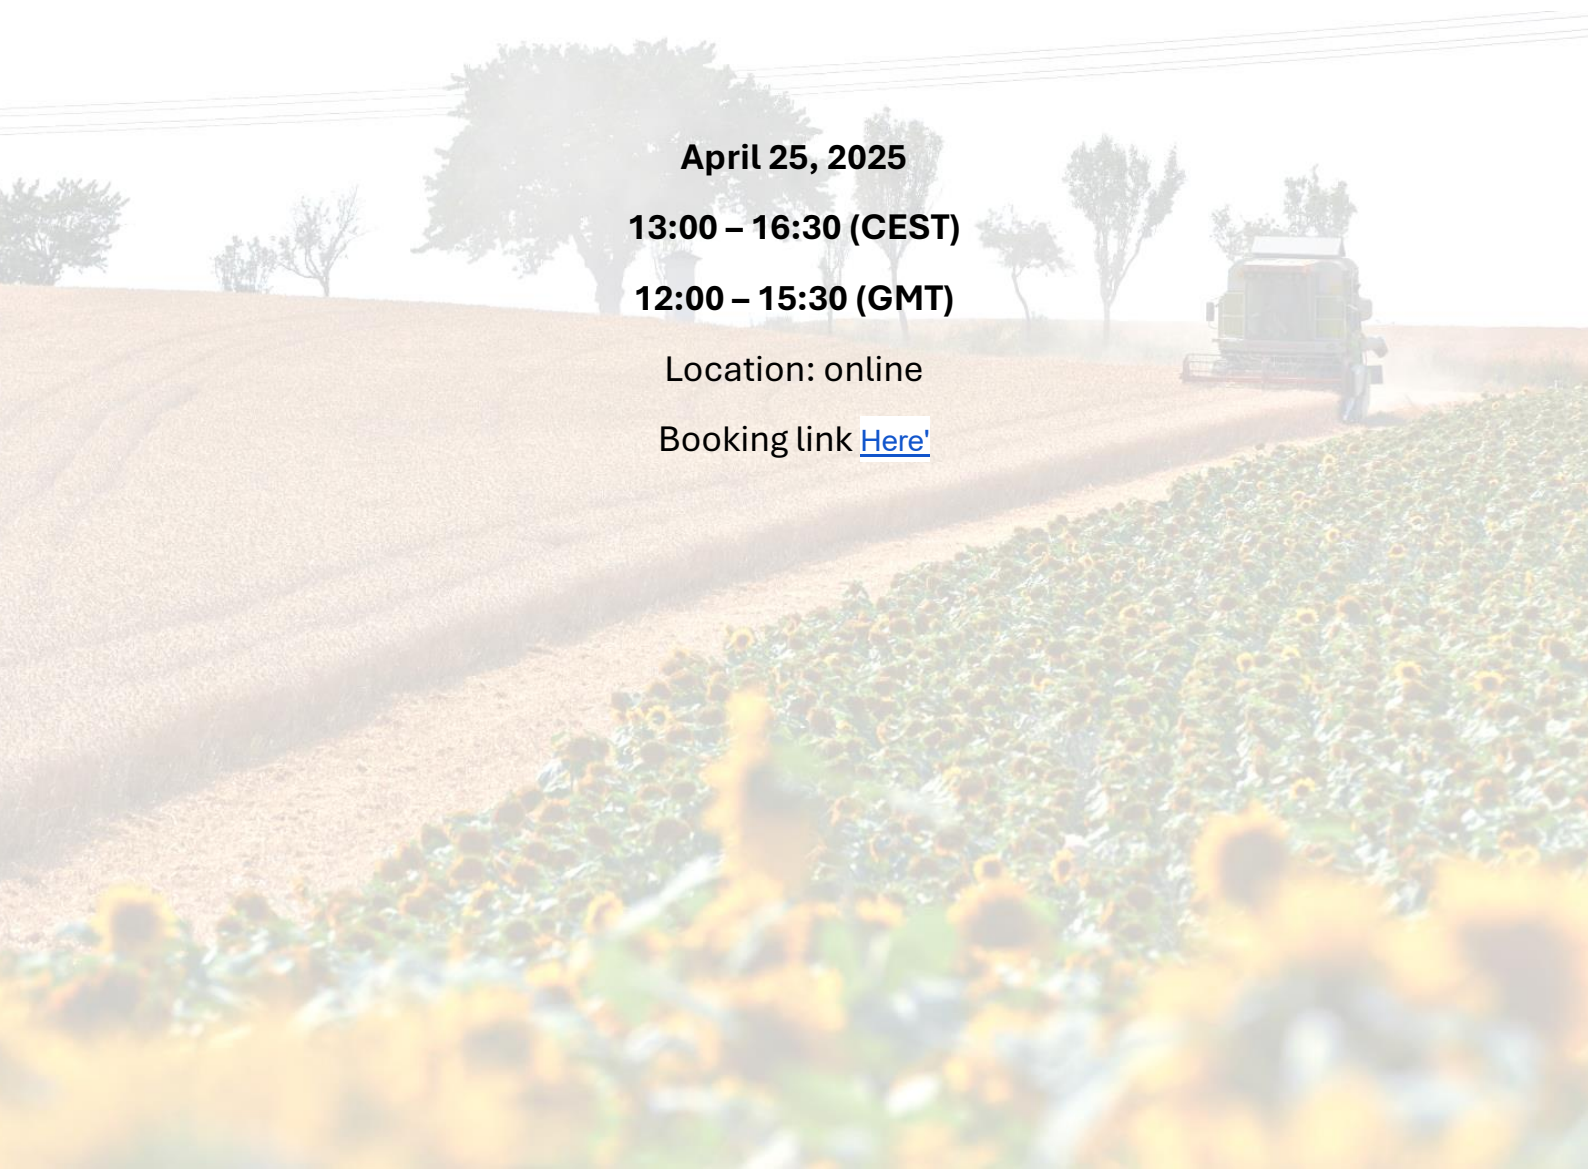 April 25, 2025
13:00 – 16:30 (CEST)
12:00 – 15:30 (GMT)
Location: online
Booking link Here'